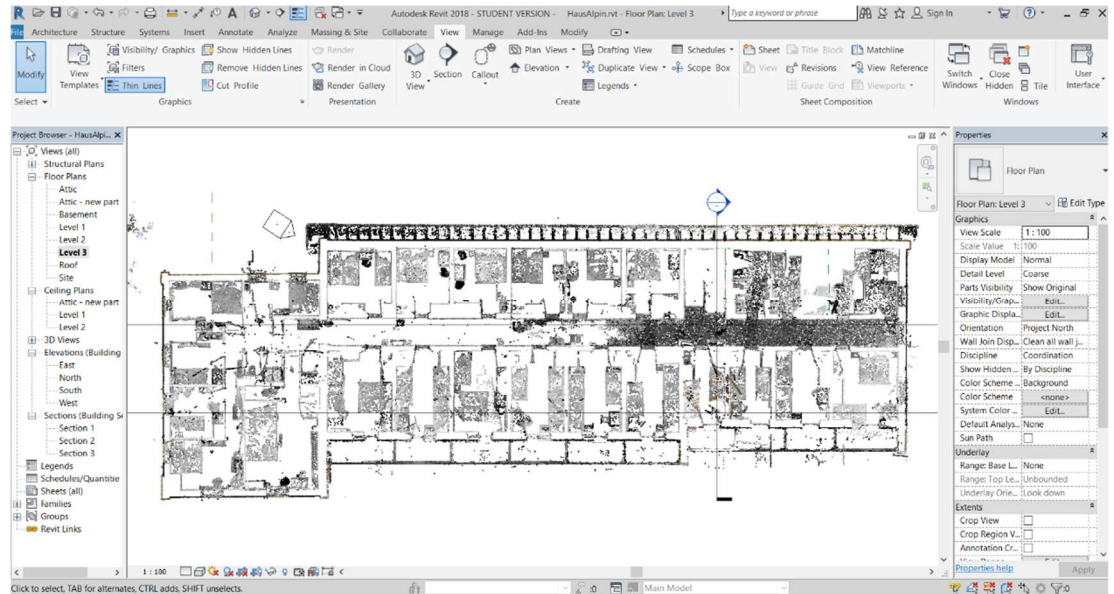 Autodesk Revit 2018 - STUDENT VERSION - HausAlpin.rvt - Floor Plan: Level 3
Type a keyword or phrase
Sign In
File Architecture Structure Systems Insert Annotate Analyze Massing & Site Collaborate View Manage Add-Ins Modify
Modify
View Templates
Visibility/ Graphics
Filters
Thin Lines
Show Hidden Lines
Remove Hidden Lines
Cut Profile
Render
Render in Cloud
Render Gallery
3D View
Section
Callout
Plan Views
Elevation
Drafting View
Duplicate View
Legends
Schedules
Scope Box
Sheet
View
Title Block
Revisions
Guide Grid
Matchline
View Reference
Viewports
Switch Windows
Close Hidden
Tile
User Interface
Select
Graphics
Presentation
Create
Sheet Composition
Windows
Project Browser - HausAlpi...
Views (all)
Structural Plans
Floor Plans
Attic
Attic - new part
Basement
Level 1
Level 2
Level 3
Roof
Site
Ceiling Plans
Attic - new part
Level 1
Level 2
3D Views
Elevations (Building
East
North
South
West
Sections (Building Se
Section 1
Section 2
Section 3
Legends
Schedules/Quantitie
Sheets (all)
Families
Groups
Revit Links
Properties
Floor Plan
Floor Plan: Level 3
Edit Type
Graphics
View Scale 1 : 100
Scale Value 1: 100
Display Model Normal
Detail Level Coarse
Parts Visibility Show Original
Visibility/Grap... Edit...
Graphic Displa... Edit...
Orientation Project North
Wall Join Disp... Clean all wall j...
Discipline Coordination
Show Hidden ... By Discipline
Color Scheme ... Background
Color Scheme <none>
System Color ... Edit...
Default Analys... None
Sun Path
Underlay
Range: Base L... None
Range: Top Le... Unbounded
Underlay Orie... Look down
Extents
Crop View
Crop Region V...
Annotation Cr...
Properties help
Apply
1 : 100
Click to select, TAB for alternates, CTRL adds, SHIFT unselects.
:0
Main Model
:0